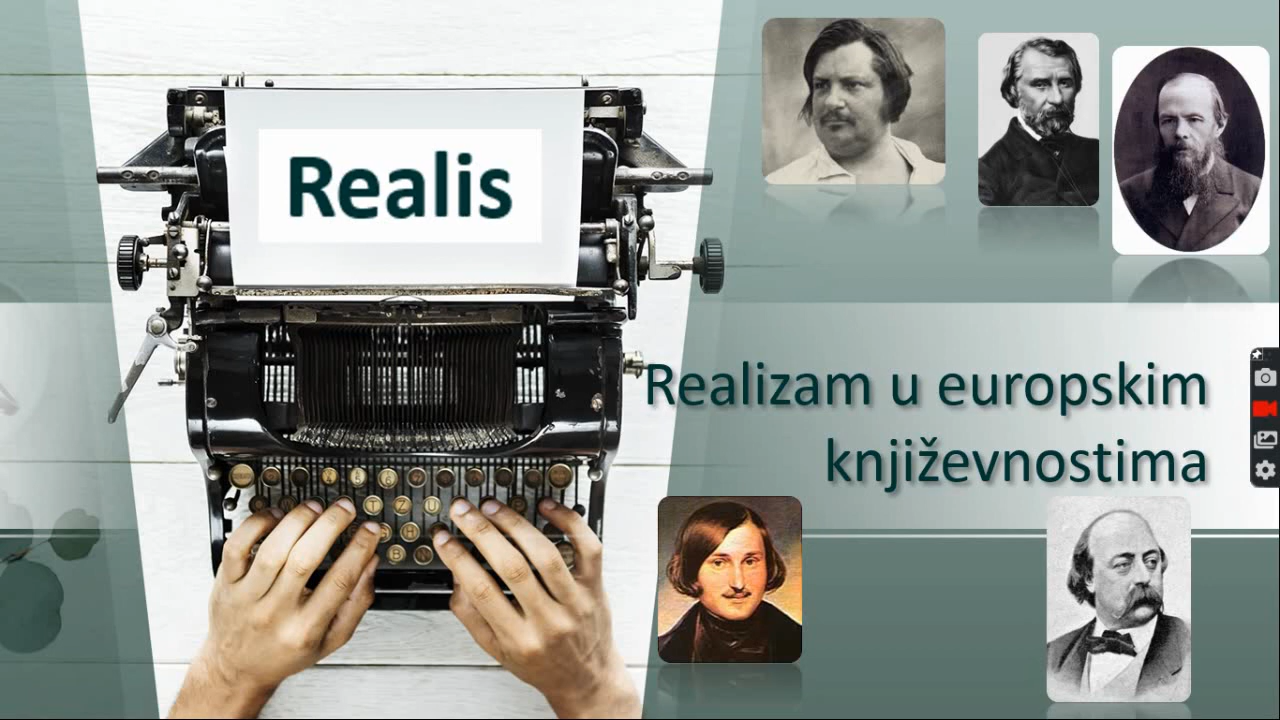 Realis
Realizam u europskim
književnostima
T Z U
H
B N